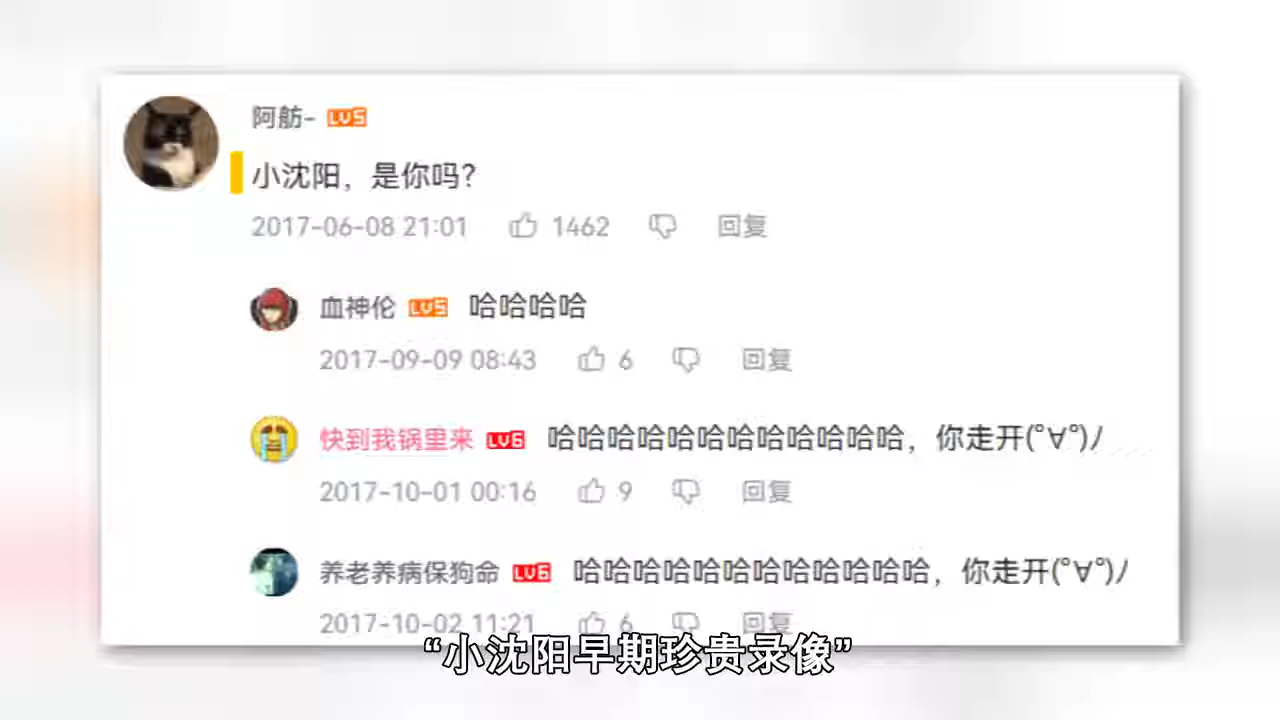 阿舫- LV5
小沈阳，是你吗？
2017-06-08 21:01 1462 回复
血神伦 LV5 哈哈哈哈
2017-09-09 08:43 6 回复
快到我锅里来 LV6 哈哈哈哈哈哈哈哈哈哈哈哈，你走开(°∀°)ﾉ
2017-10-01 00:16 9 回复
养老养病保狗命 LV6 哈哈哈哈哈哈哈哈哈哈哈哈，你走开(°∀°)ﾉ
2017-10-02 11:21 6 回复
“小沈阳早期珍贵录像”